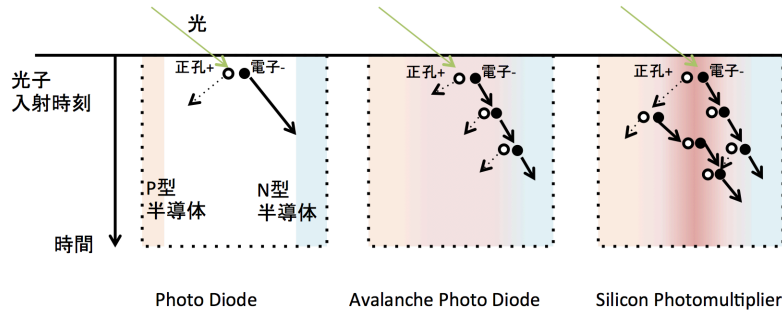 光
正孔+ 電子-
正孔+ 電子-
正孔+ 電子-
光子
入射時刻
P型
半導体
N型
半導体
時間
Photo Diode
Avalanche Photo Diode
Silicon Photomultiplier